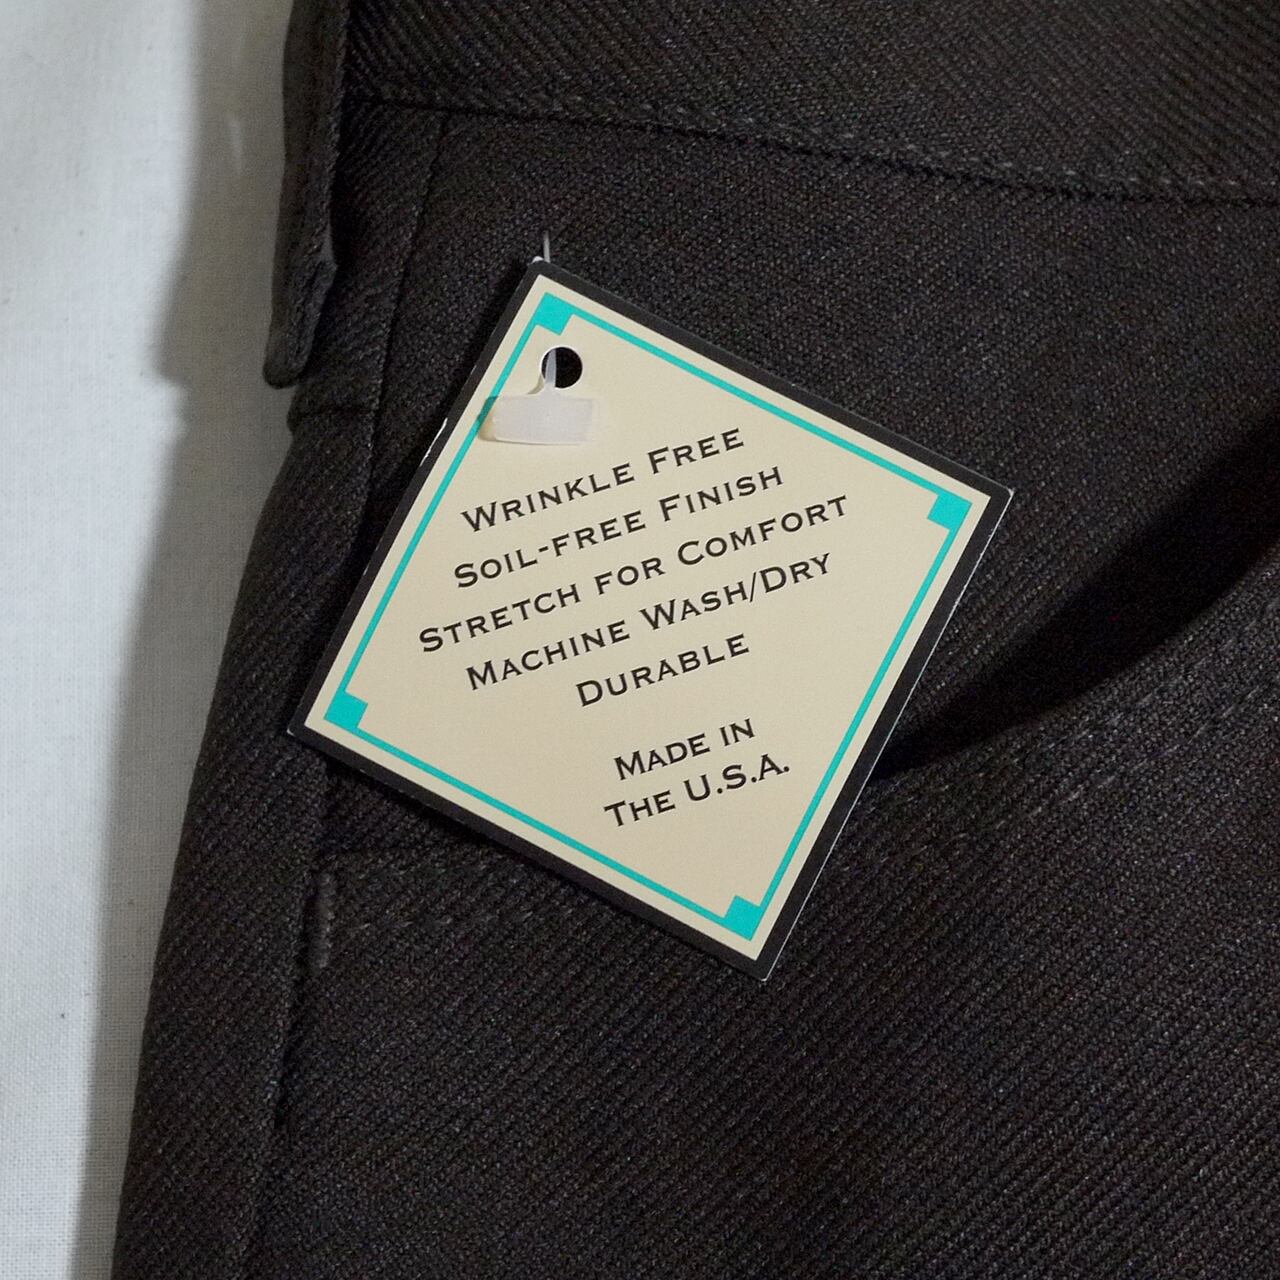 Wrinkle Free
Soil-free Finish
Stretch for Comfort
Machine Wash/Dry
Durable
Made in
The U.S.A.